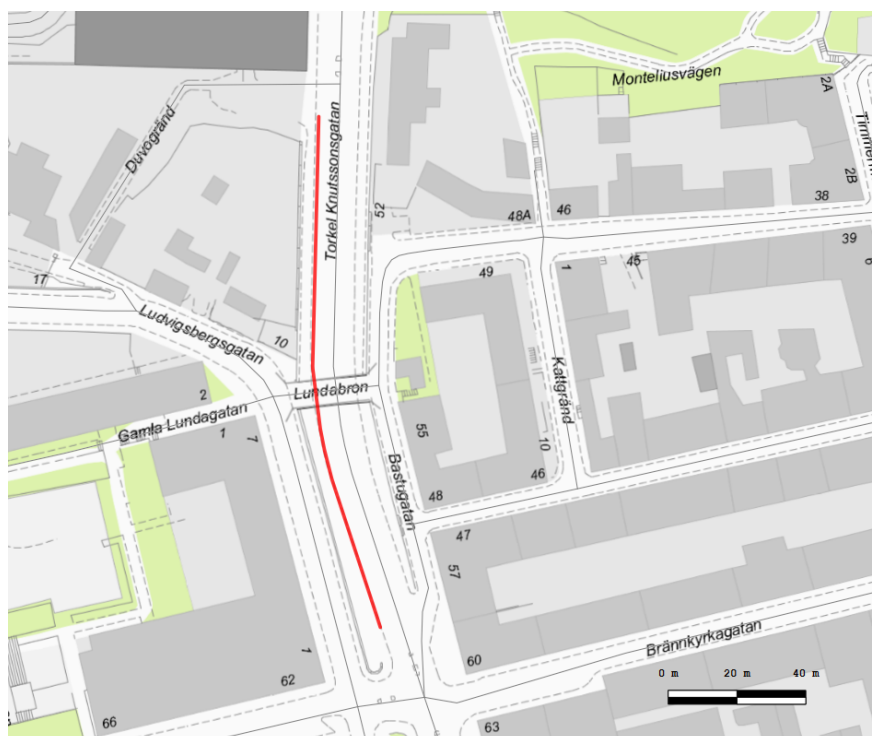 Monteliusvägen
2A
Duvogränd
Torkel Knutssonsgatan
2B
52
48A
46
38
39
49
1
45
17
Ludvigsbergsgatan
10
2
Lundabron
Kattgränd
Gamla Lundagatan
1
7
55
10
Bastugatan
48
46
47
57
Brännkyrkagatan
1
60
62
0 m 20 m 40 m
66
63